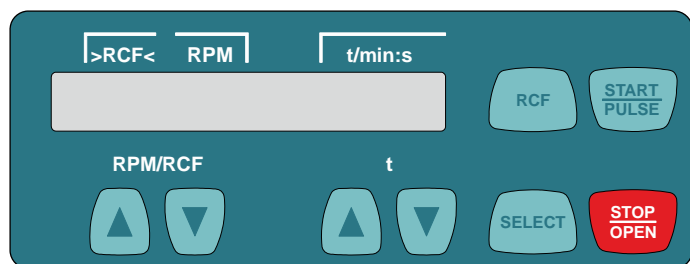 >RCF< RPM t/min:s
RCF
START
PULSE
RPM/RCF t
SELECT
STOP
OPEN